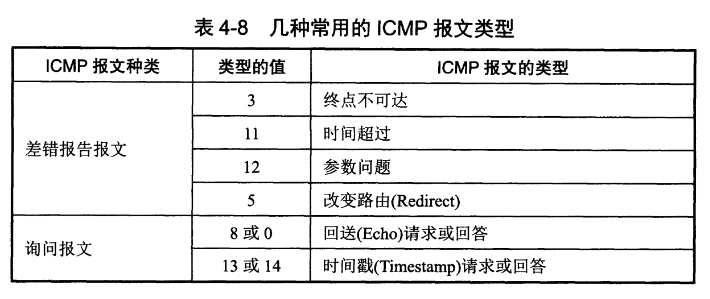 表 4-8 几种常用的 ICMP 报文类型
ICMP 报文种类 类型的值 ICMP 报文的类型
差错报告报文
3 终点不可达
11 时间超过
12 参数问题
5 改变路由(Redirect)
询问报文
8 或 0 回送(Echo)请求或回答
13 或 14 时间戳(Timestamp)请求或回答